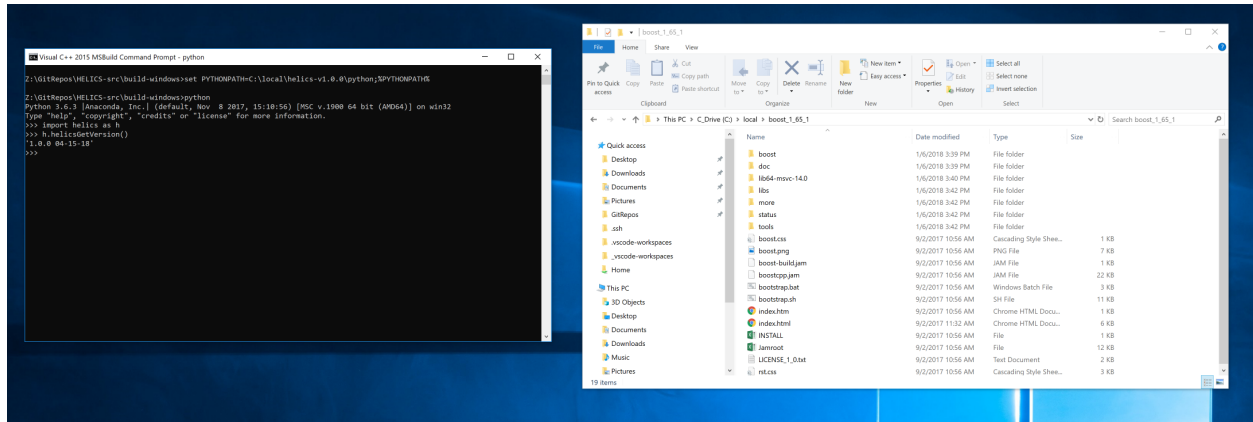 Visual C++ 2015 MSBuild Command Prompt - python
Z:\GitRepos\HELICS-src\build-windows>set PYTHONPATH=C:\local\helics-v1.0.0\python;%PYTHONPATH%
Z:\GitRepos\HELICS-src\build-windows>python
Python 3.6.3 |Anaconda, Inc.| (default, Nov  8 2017, 15:10:56) [MSC v.1900 64 bit (AMD64)] on win32
Type "help", "copyright", "credits" or "license" for more information.
>>> import helics as h
>>> h.helicsGetVersion()
'1.0.0 04-15-18'
>>>
boost_1_65_1
File Home Share View
Pin to Quick access
Copy
Paste
Cut
Copy path
Paste shortcut
Move to
Copy to
Delete
Rename
New folder
New item
Easy access
Properties
Open
Edit
History
Select all
Select none
Invert selection
Clipboard Organize New Open Select
This PC > C_Drive (C:) > local > boost_1_65_1
Search boost_1_65_1
Quick access
Desktop
Downloads
Documents
Pictures
GitRepos
.ssh
.vscode-workspaces
_vscode-workspaces
Home
This PC
3D Objects
Desktop
Documents
Downloads
Music
Pictures
Name Date modified Type Size
boost 1/6/2018 3:39 PM File folder
doc 1/6/2018 3:39 PM File folder
lib64-msvc-14.0 1/6/2018 3:40 PM File folder
libs 1/6/2018 3:42 PM File folder
more 1/6/2018 3:42 PM File folder
status 1/6/2018 3:42 PM File folder
tools 1/6/2018 3:42 PM File folder
boost.css 9/2/2017 10:56 AM Cascading Style Shee... 1 KB
boost.png 9/2/2017 10:56 AM PNG File 7 KB
boost-build.jam 9/2/2017 10:56 AM JAM File 1 KB
boostcpp.jam 9/2/2017 10:56 AM JAM File 22 KB
bootstrap.bat 9/2/2017 10:56 AM Windows Batch File 3 KB
bootstrap.sh 9/2/2017 10:56 AM SH File 11 KB
index.htm 9/2/2017 10:56 AM Chrome HTML Docu... 1 KB
index.html 9/2/2017 11:32 AM Chrome HTML Docu... 6 KB
INSTALL 9/2/2017 10:56 AM File 1 KB
Jamroot 9/2/2017 10:56 AM File 12 KB
LICENSE_1_0.txt 9/2/2017 10:56 AM Text Document 2 KB
rst.css 9/2/2017 10:56 AM Cascading Style Shee... 3 KB
19 items